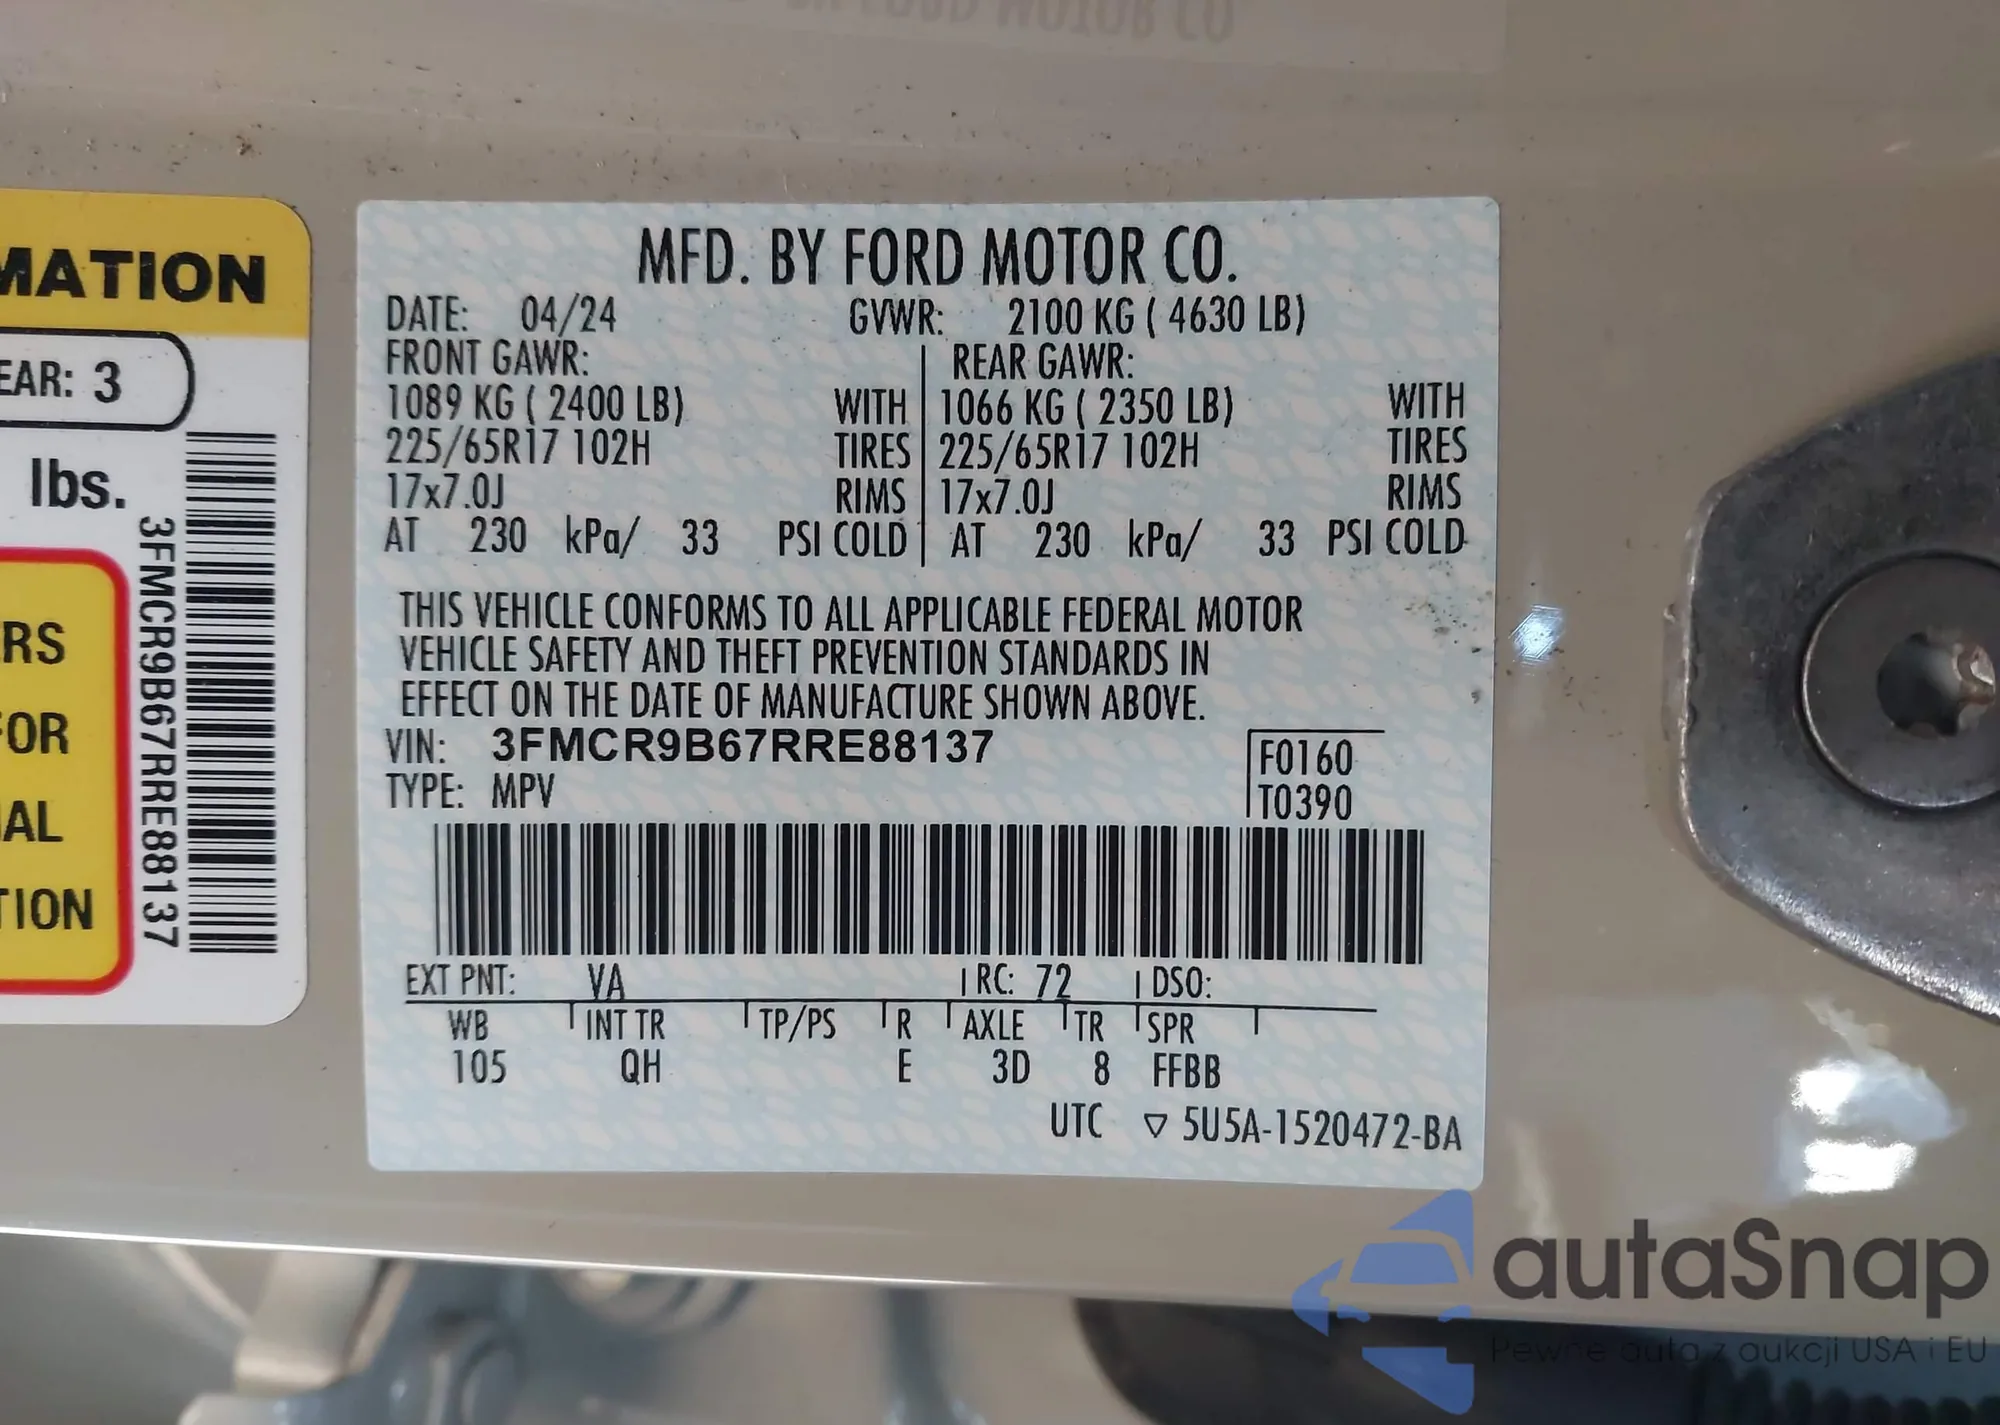 MATION
EAR: 3
lbs.
3FMCR9B67RRE88137
RS
FOR
IAL
TION
MFD. BY FORD MOTOR CO.
DATE: 04/24 GVWR: 2100 KG ( 4630 LB)
FRONT GAWR: REAR GAWR:
1089 KG ( 2400 LB) WITH 1066 KG ( 2350 LB) WITH
225/65R17 102H TIRES 225/65R17 102H TIRES
17x7.0J RIMS 17x7.0J RIMS
AT 230 kPa/ 33 PSI COLD AT 230 kPa/ 33 PSI COLD
THIS VEHICLE CONFORMS TO ALL APPLICABLE FEDERAL MOTOR
VEHICLE SAFETY AND THEFT PREVENTION STANDARDS IN
EFFECT ON THE DATE OF MANUFACTURE SHOWN ABOVE.
VIN: 3FMCR9B67RRE88137 F0160
TYPE: MPV T0390
EXT PNT: VA RC: 72 DSO:
WB INT TR TP/PS R AXLE TR SPR
105 QH E 3D 8 FFBB
UTC ▽ 5U5A-1520472-BA
autaSnap
Pewne auta z aukcji USA i EU